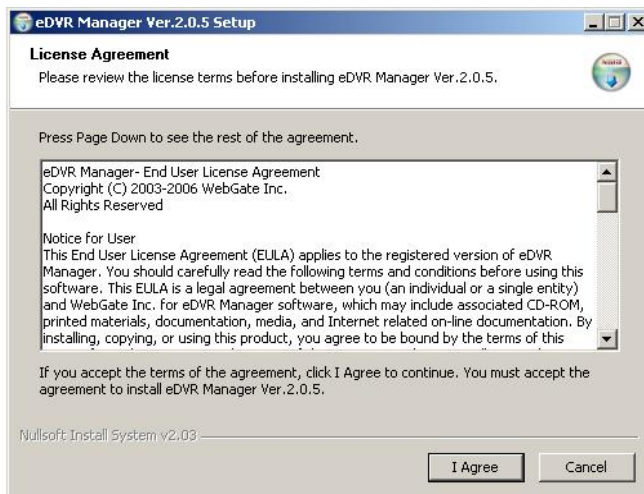 eDVR Manager Ver.2.0.5 Setup
License Agreement
Please review the license terms before installing eDVR Manager Ver.2.0.5.
Press Page Down to see the rest of the agreement.
eDVR Manager- End User License Agreement
Copyright (C) 2003-2006 WebGate Inc.
All Rights Reserved
Notice for User
This End User License Agreement (EULA) applies to the registered version of eDVR
Manager. You should carefully read the following terms and conditions before using this
software. This EULA is a legal agreement between you (an individual or a single entity)
and WebGate Inc. for eDVR Manager software, which may include associated CD-ROM,
printed materials, documentation, media, and Internet related on-line documentation. By
installing, copying, or using this product, you agree to be bound by the terms of this
If you accept the terms of the agreement, click I Agree to continue. You must accept the
agreement to install eDVR Manager Ver.2.0.5.
Nullsoft Install System v2.03
I Agree
Cancel